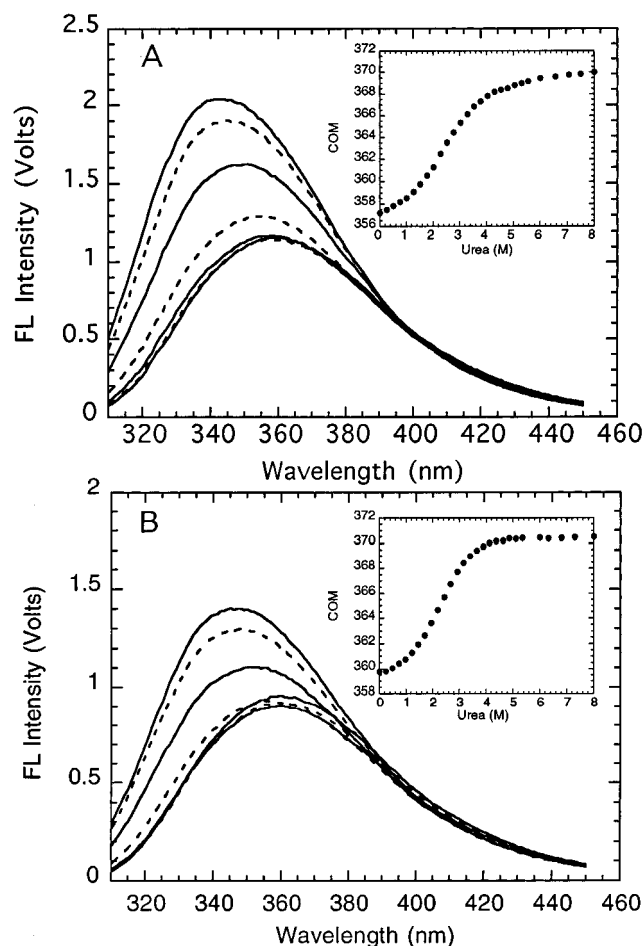 A
FL Intensity (Volts)
2.5
2
1.5
1
0.5
0
320 340 360 380 400 420 440 460
Wavelength (nm)
COM
372
370
368
366
364
362
360
358
356
0 1 2 3 4 5 6 7 8
Urea (M)
B
FL Intensity (Volts)
2
1.5
1
0.5
0
320 340 360 380 400 420 440 460
Wavelength (nm)
COM
372
370
368
366
364
362
360
358
0 1 2 3 4 5 6 7 8
Urea (M)